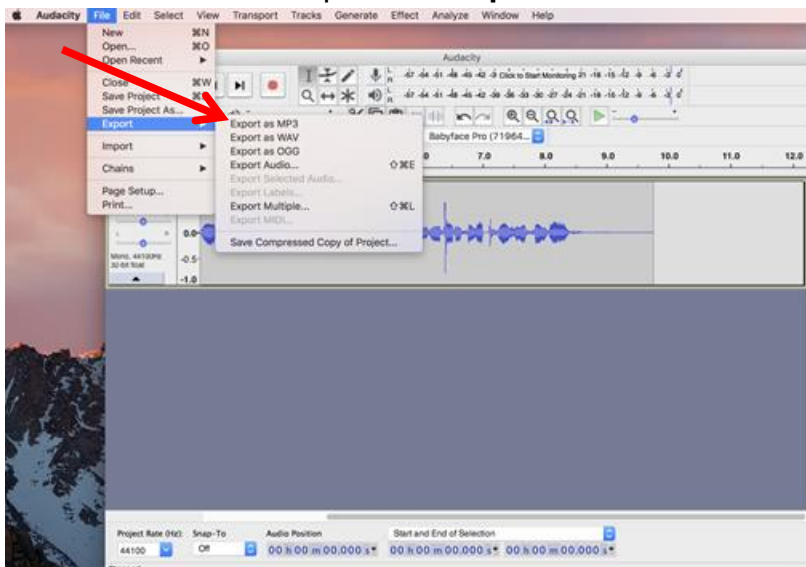 Audacity File Edit Select View Transport Tracks Generate Effect Analyze Window Help
New ⌘N
Open... ⌘O
Open Recent
Close ⌘W
Save Project
Save Project As...
Export
Import
Chains
Page Setup...
Print...
Export as MP3
Export as WAV
Export as OGG
Export Audio... ⇧⌘E
Export Selected Audio...
Export Labels...
Export Multiple... ⇧⌘L
Export MIDI...
Save Compressed Copy of Project...
Audacity
Click to Start Monitoring
Babyface Pro (71964...
7.0 8.0 9.0 10.0 11.0 12.0
0.0
Mono, 44100Hz
32-bit float
-0.5
-1.0
Project Rate (Hz): Snap-To Audio Position Start and End of Selection
44100 Off 00 h 00 m 00.000 s 00 h 00 m 00.000 s 00 h 00 m 00.000 s